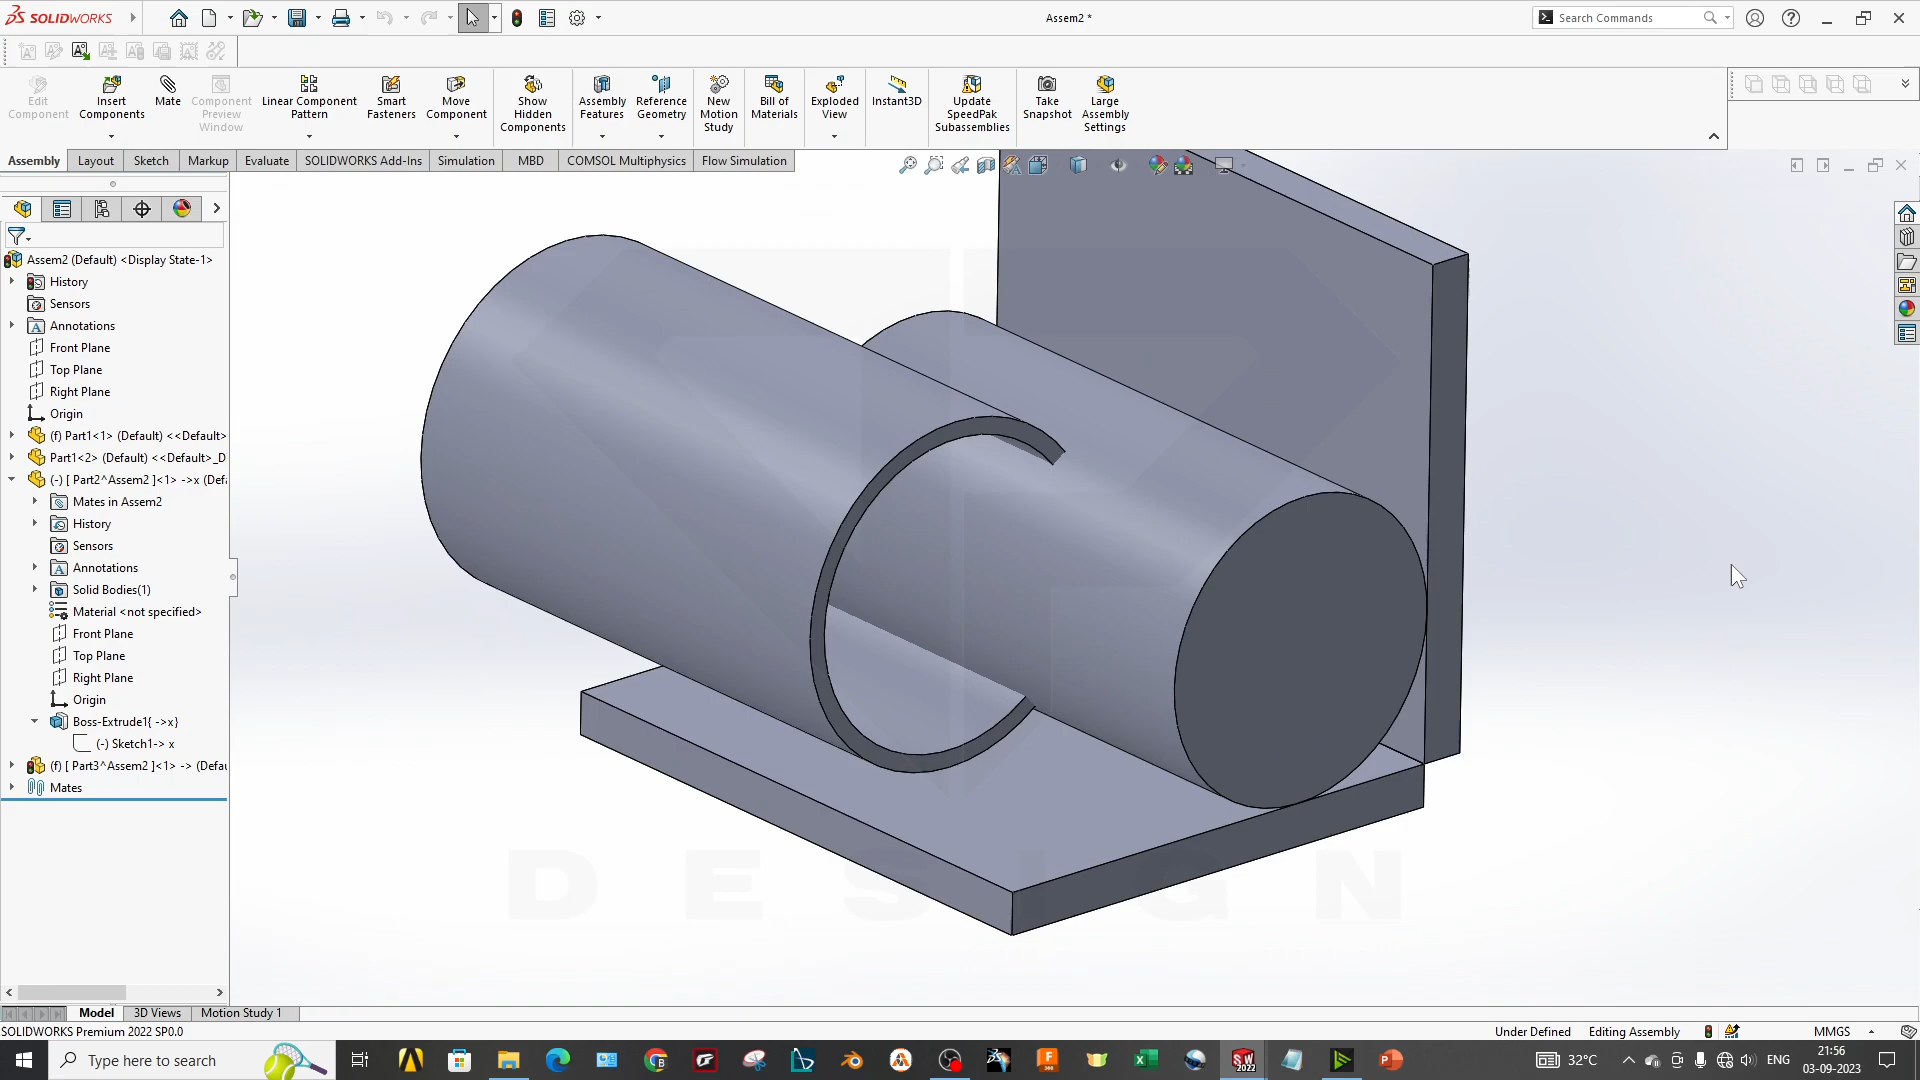 SOLIDWORKS
Assem2 *
Search Commands
Edit Component
Insert Components
Mate
Component Preview Window
Linear Component Pattern
Smart Fasteners
Move Component
Show Hidden Components
Assembly Features
Reference Geometry
New Motion Study
Bill of Materials
Exploded View
Instant3D
Update SpeedPak Subassemblies
Take Snapshot
Large Assembly Settings
Assembly
Layout
Sketch
Markup
Evaluate
SOLIDWORKS Add-Ins
Simulation
MBD
COMSOL Multiphysics
Flow Simulation
Assem2 (Default) <Display State-1>
History
Sensors
Annotations
Front Plane
Top Plane
Right Plane
Origin
(f) Part1<1> (Default) <<Default>
Part1<2> (Default) <<Default>_D
(-) [ Part2^Assem2 ]<1> ->x (Def
Mates in Assem2
History
Sensors
Annotations
Solid Bodies(1)
Material <not specified>
Front Plane
Top Plane
Right Plane
Origin
Boss-Extrude1{ ->x}
(-) Sketch1-> x
(f) [ Part3^Assem2 ]<1> -> (Defau
Mates
DESIGN
Model
3D Views
Motion Study 1
SOLIDWORKS Premium 2022 SP0.0
Under Defined
Editing Assembly
MMGS
Type here to search
32°C
ENG
21:56
03-09-2023